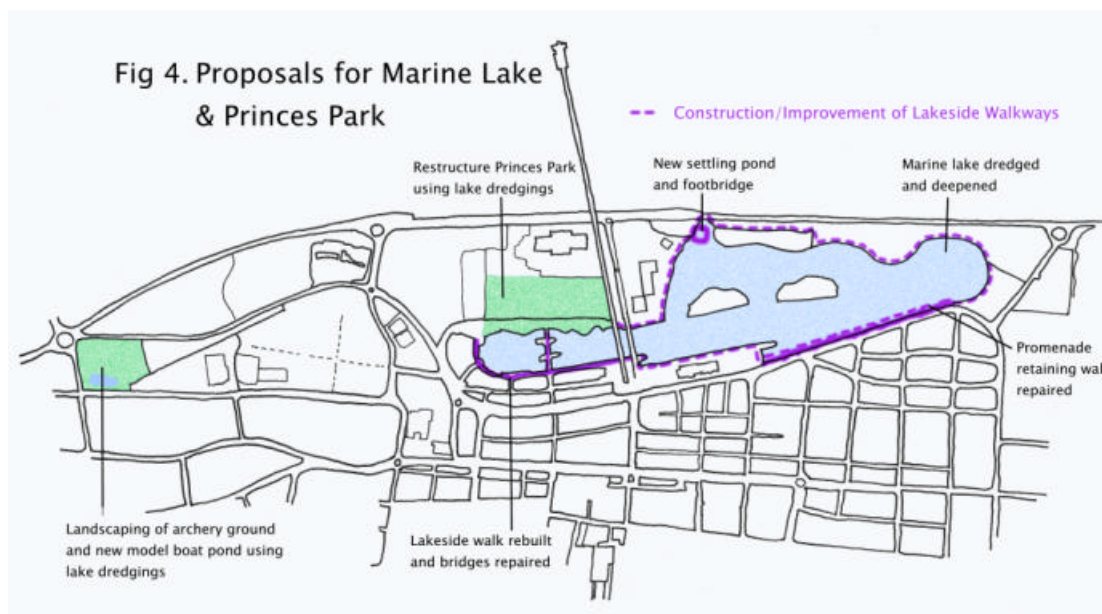 Fig 4. Proposals for Marine Lake
& Princes Park
Construction/Improvement of Lakeside Walkways
Restructure Princes Park
using lake dredgings
New settling pond
and footbridge
Marine lake dredged
and deepened
Promenade
retaining wal
repaired
Landscaping of archery ground
and new model boat pond using
lake dredgings
Lakeside walk rebuilt
and bridges repaired